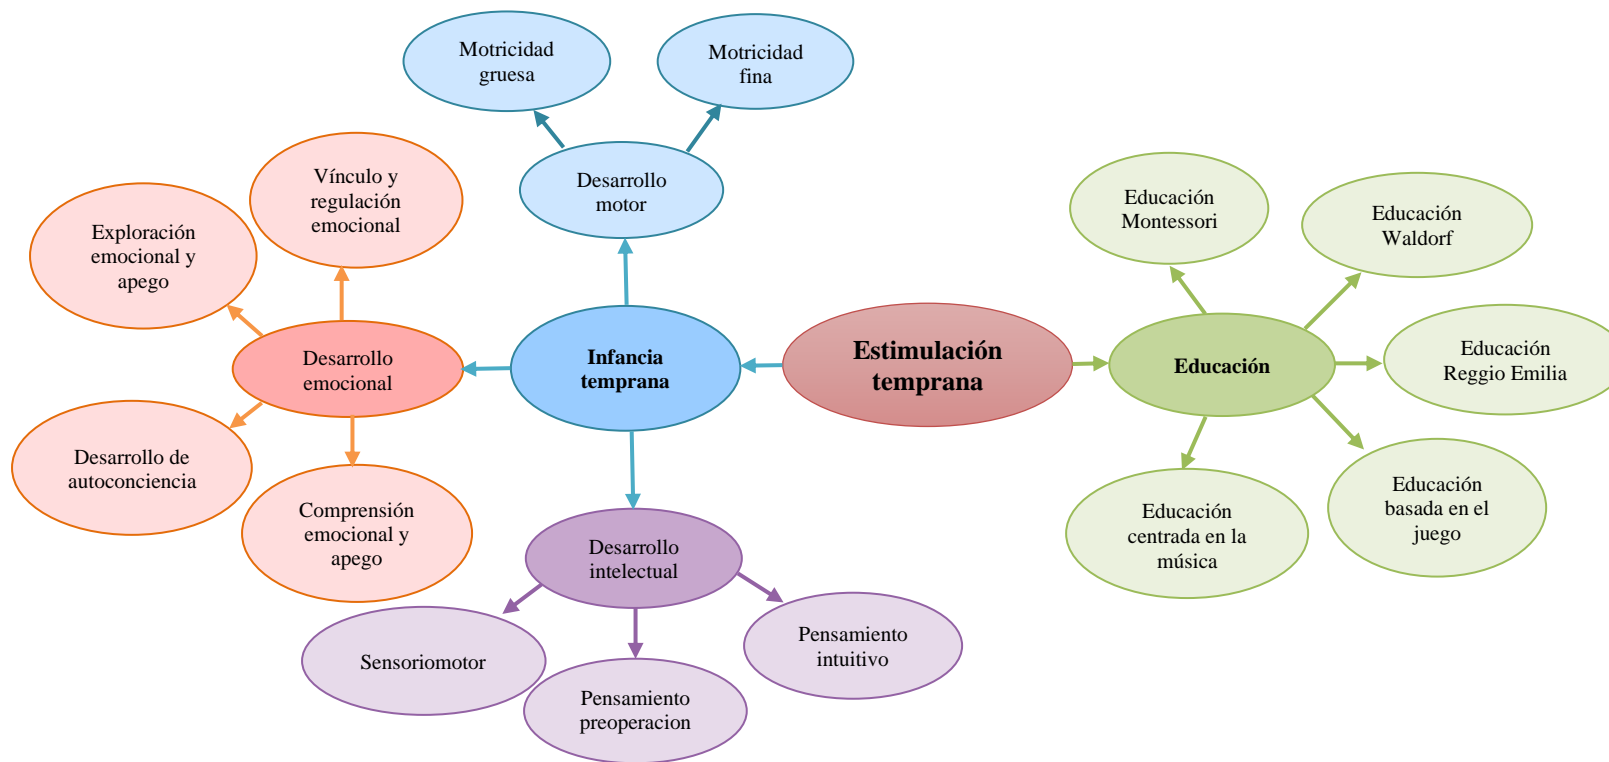 Motricidad
gruesa
Motricidad
fina
Desarrollo
motor
Vínculo y
regulación
emocional
Exploración
emocional y
apego
Desarrollo
emocional
Desarrollo de
autoconciencia
Comprensión
emocional y
apego
Infancia
temprana
Estimulación
temprana
Desarrollo
intelectual
Sensoriomotor
Pensamiento
preoperacion
Pensamiento
intuitivo
Educación
Educación
Montessori
Educación
Waldorf
Educación
Reggio Emilia
Educación
basada en el
juego
Educación
centrada en la
música